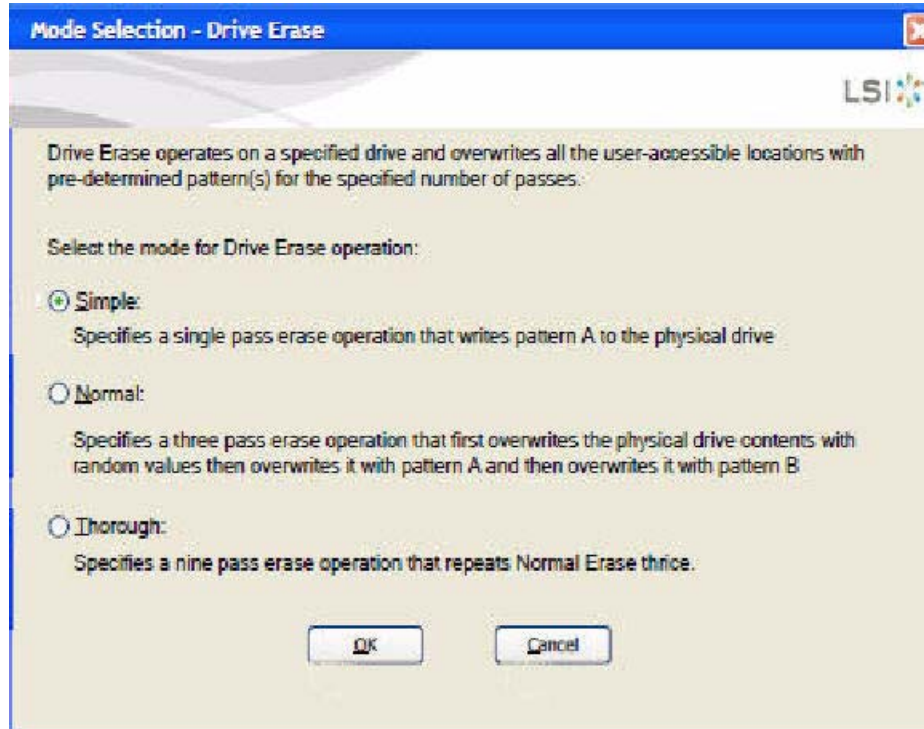 Mode Selection - Drive Erase
LSI
Drive Erase operates on a specified drive and overwrites all the user-accessible locations with
pre-determined pattern(s) for the specified number of passes.
Select the mode for Drive Erase operation:
Simple:
Specifies a single pass erase operation that writes pattern A to the physical drive
Normal:
Specifies a three pass erase operation that first overwrites the physical drive contents with
random values then overwrites it with pattern A and then overwrites it with pattern B
Thorough:
Specifies a nine pass erase operation that repeats Normal Erase thrice.
OK
Cancel